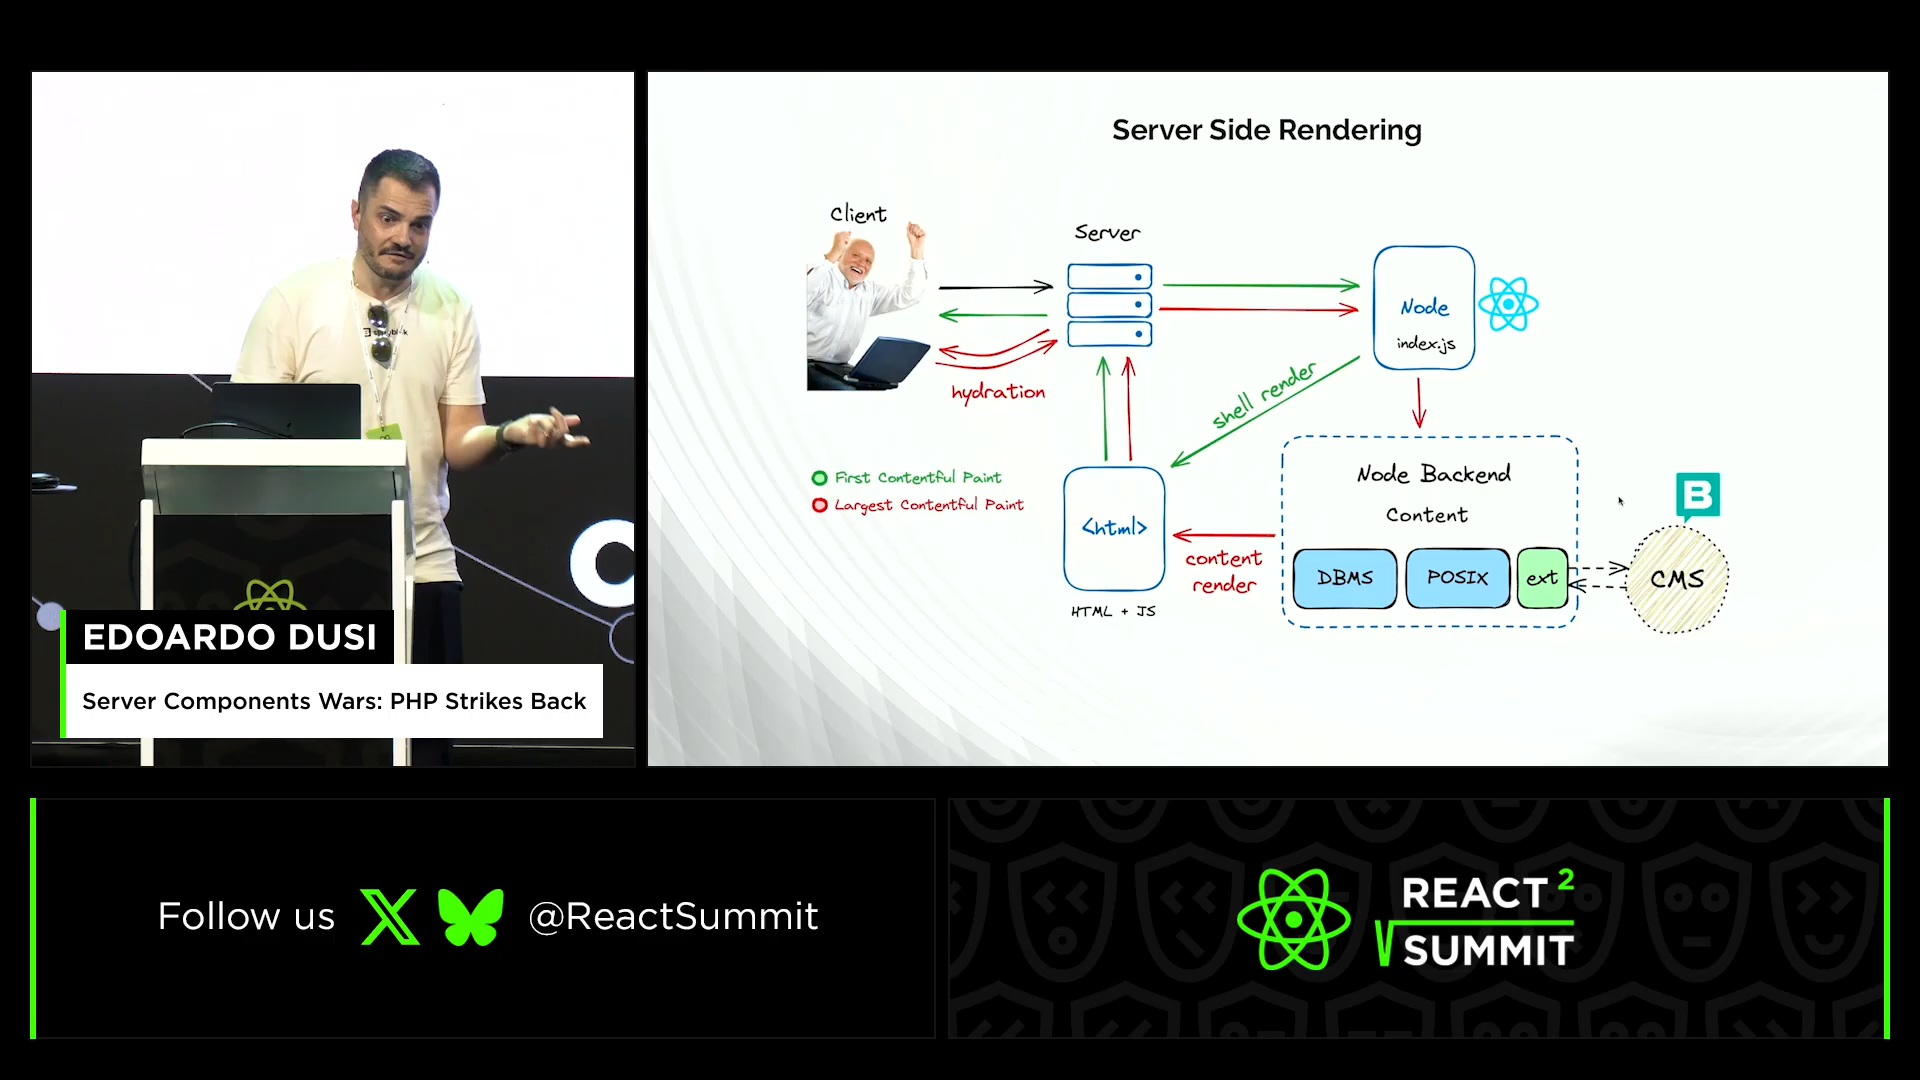 Server Side Rendering
Client
Server
Node
index.js
hydration
shell render
First Contentful Paint
Largest Contentful Paint
Node Backend
Content
DBMS
POSIX
ext
B
CMS
<html>
HTML + JS
content
render
EDOARDO DUSI
Server Components Wars: PHP Strikes Back
Follow us
@ReactSummit
REACT 2
SUMMIT